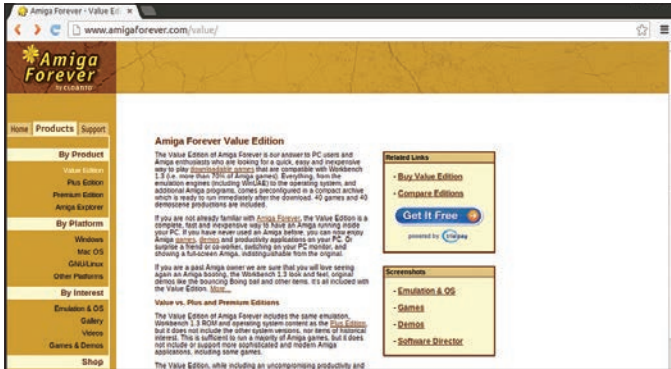 Amiga Forever - Value Ed
www.amigaforever.com/value/
Amiga
Forever
BY CLOANTO
Home Products Support
By Product
Value Edition
Plus Edition
Premium Edition
Amiga Explorer
By Platform
Windows
Mac OS
GNU/Linux
Other Platforms
By Interest
Emulation & OS
Gallery
Videos
Games & Demos
Shop
Amiga Forever Value Edition
The Value Edition of Amiga Forever is our answer to PC users and
Amiga enthusiasts who are looking for a quick, easy and inexpensive
way to play downloadable games that are compatible with Workbench
1.3 (i.e. more than 70% of Amiga games). Everything, from the
emulation engines (including WinUAE) to the operating system, and
additional Amiga programs, comes preconfigured in a compact archive
which is ready to run immediately after the download. 40 games and 40
demoscene productions are included.
If you are not already familiar with Amiga Forever, the Value Edition is a
complete, fast and inexpensive way to have an Amiga running inside
your PC. If you have never used an Amiga before, you can now enjoy
Amiga games, demos and productivity applications on your PC. Or
surprise a friend or co-worker, switching on your PC monitor, and
showing a full-screen Amiga, indistinguishable from the original.
If you are a past Amiga owner we are sure that you will love seeing
again an Amiga booting, the Workbench 1.3 look and text, original
demos like the bouncing Boing ball and other items. It's all included with
the Value Edition. More...
Value vs. Plus and Premium Editions
The Value Edition of Amiga Forever includes the same emulation,
Workbench 1.3 ROM and operating system content as the Plus Edition,
but it does not include the other system versions, nor items of historical
interest. This is sufficient to run a majority of Amiga games, but it does
not include or support more sophisticated and modern Amiga
applications, including some games.
The Value Edition, while including an uncompromising productivity and
Related Links
- Buy Value Edition
- Compare Editions
Get It Free
powered by trialpay
Screenshots
- Emulation & OS
- Games
- Demos
- Software Director